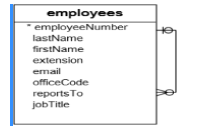 employees
* employeeNumber
lastName
firstName
extension
email
officeCode
reportsTo
jobTitle